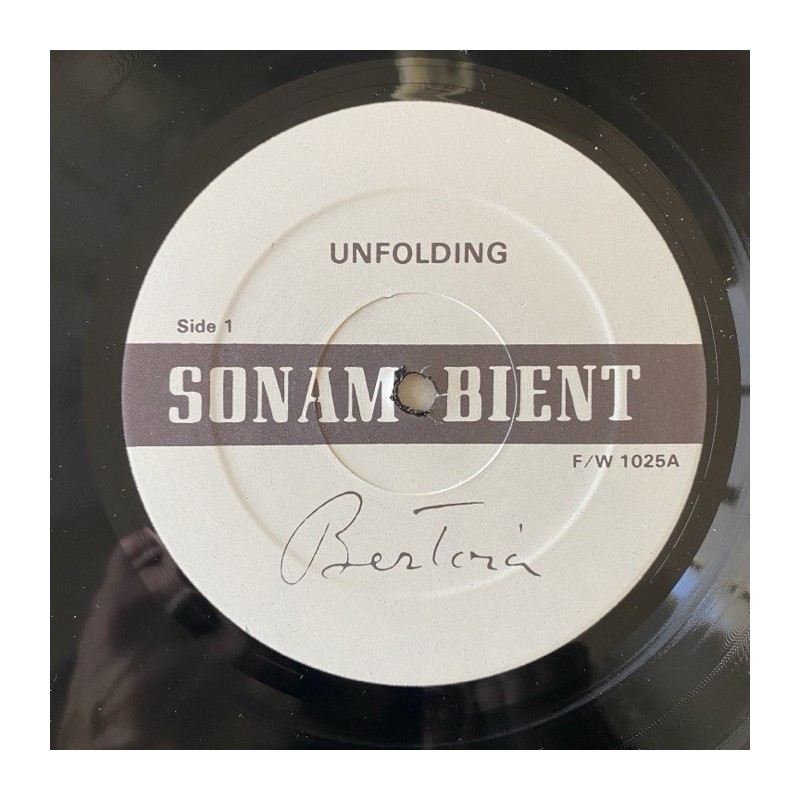 UNFOLDING
Side 1
SONAMBIENT
F/W 1025A
Bertoia